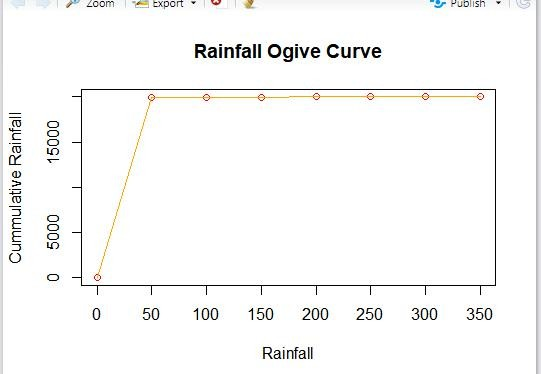 Zoom Export Publish
Rainfall Ogive Curve
Cummulative Rainfall
15000
5000
0
0 50 100 150 200 250 300 350
Rainfall